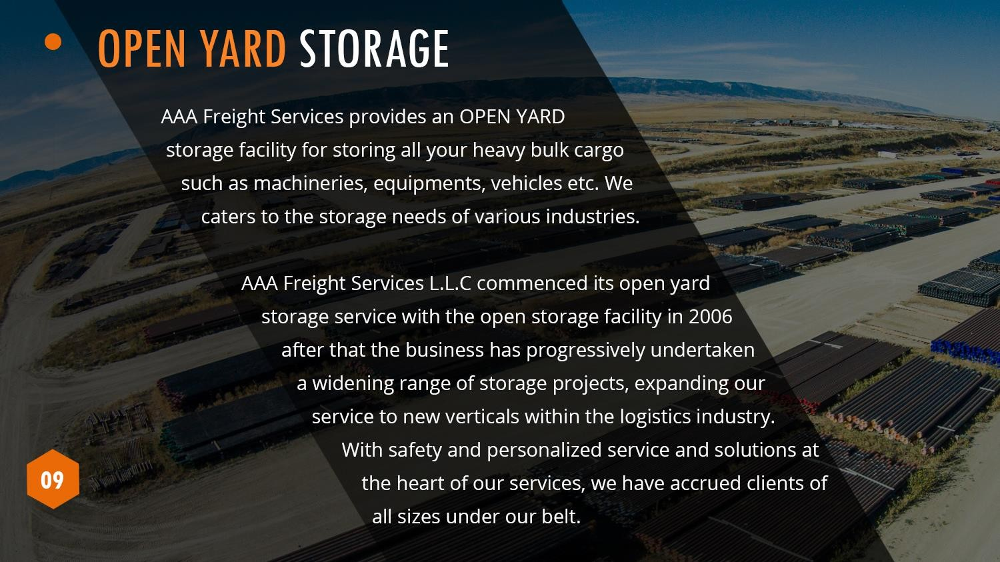 OPEN YARD STORAGE
AAA Freight Services provides an OPEN YARD
storage facility for storing all your heavy bulk cargo
such as machineries, equipments, vehicles etc. We
caters to the storage needs of various industries.
AAA Freight Services L.L.C commenced its open yard
storage service with the open storage facility in 2006
after that the business has progressively undertaken
a widening range of storage projects, expanding our
service to new verticals within the logistics industry.
With safety and personalized service and solutions at
the heart of our services, we have accrued clients of
all sizes under our belt.
09